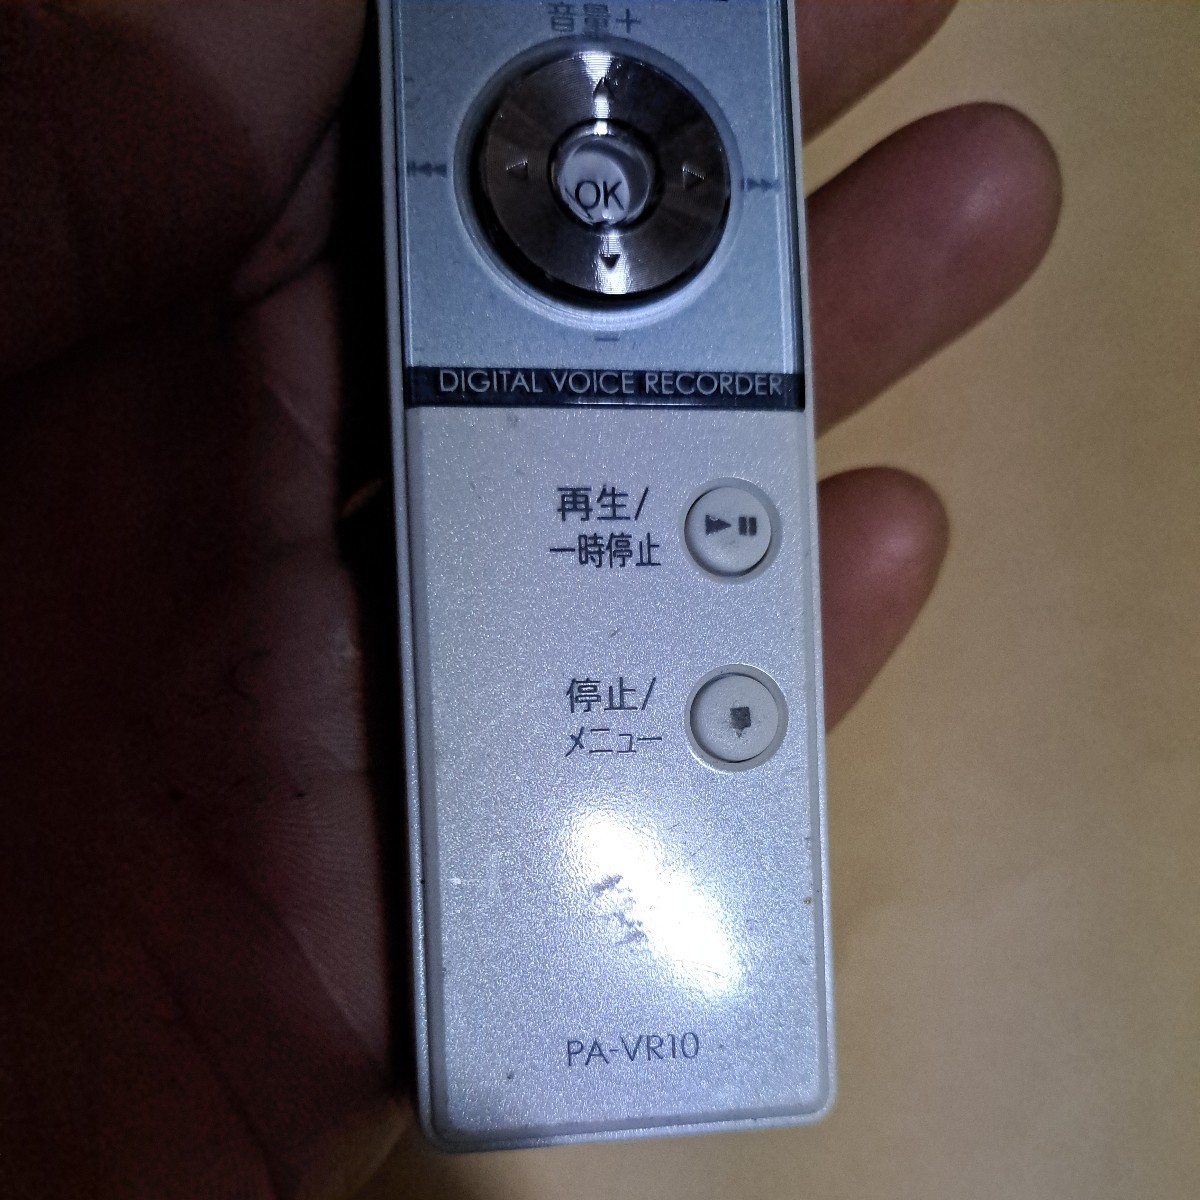 音量+
OK
−
DIGITAL VOICE RECORDER
再生/
一時停止
停止/
メニュー
PA-VR10